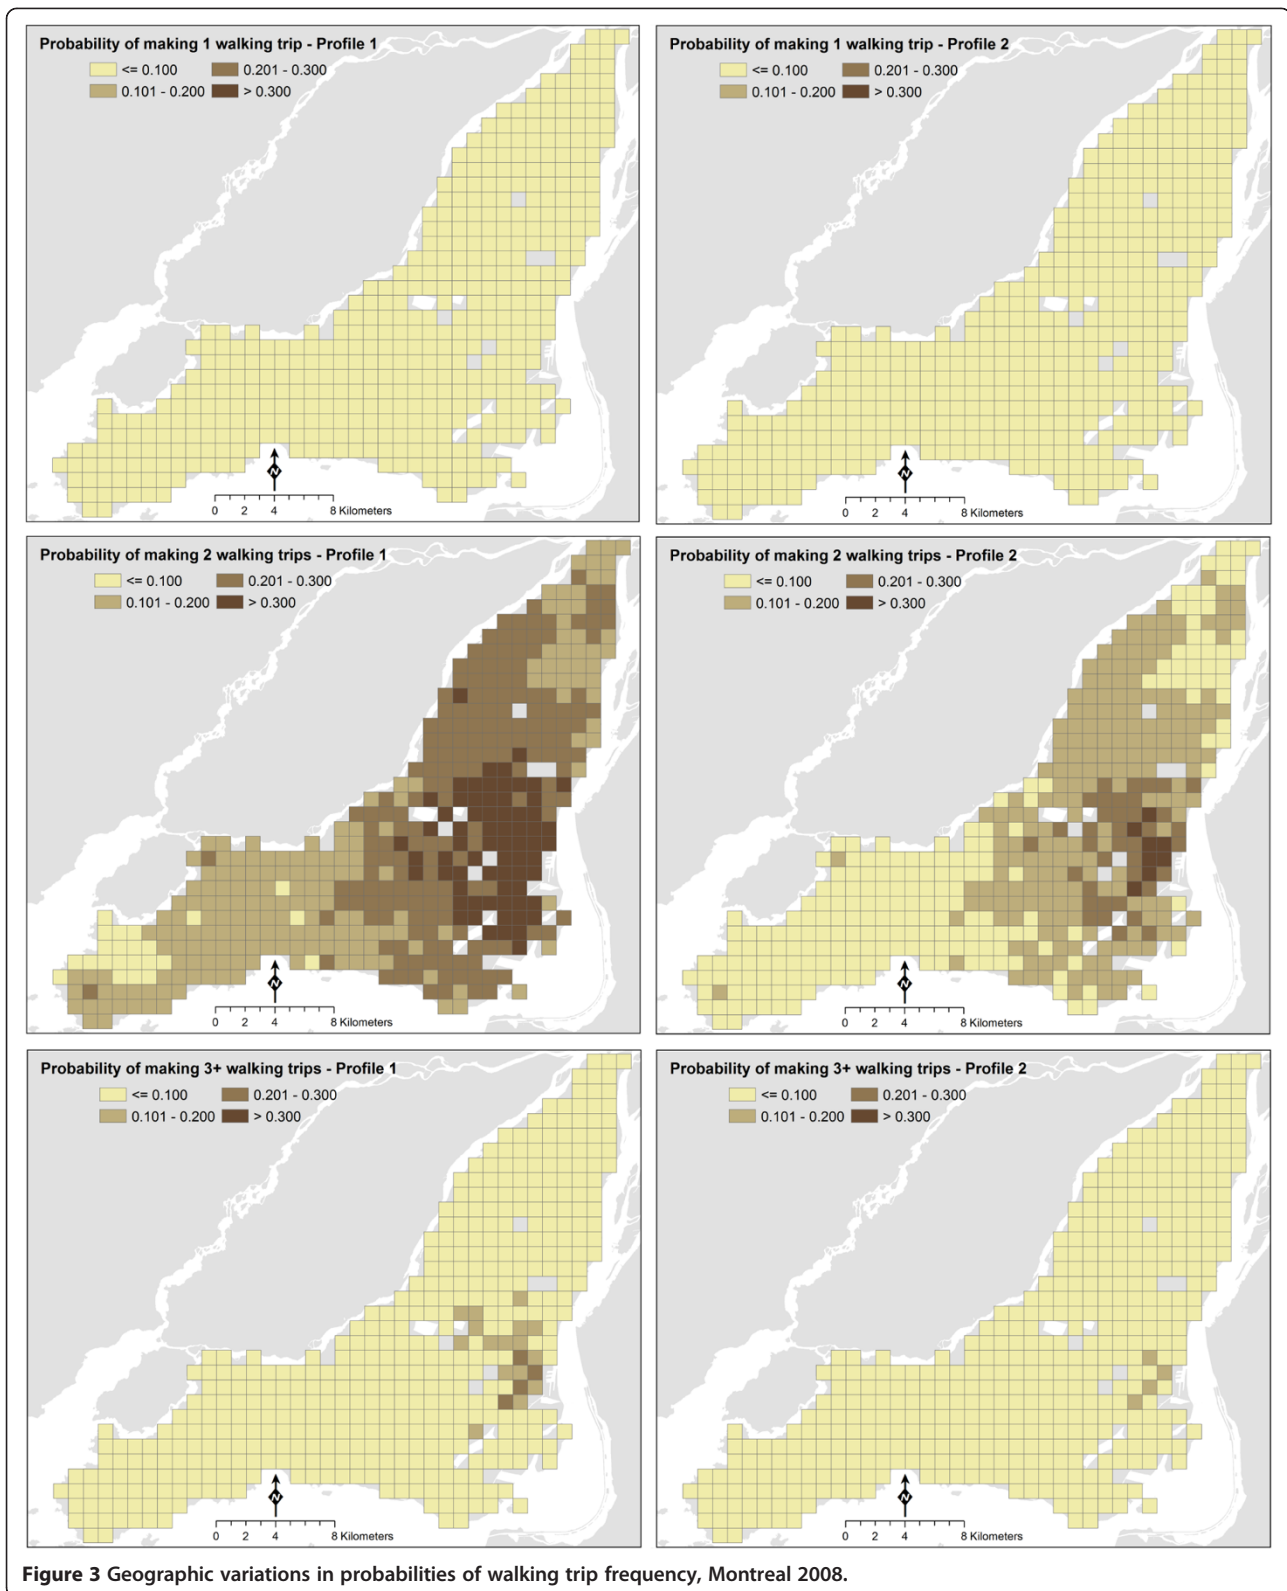 Probability of making 1 walking trip - Profile 1
<= 0.100 0.201 - 0.300
0.101 - 0.200 > 0.300
N
0 2 4 8 Kilometers
Probability of making 1 walking trip - Profile 2
<= 0.100 0.201 - 0.300
0.101 - 0.200 > 0.300
N
0 2 4 8 Kilometers
Probability of making 2 walking trips - Profile 1
<= 0.100 0.201 - 0.300
0.101 - 0.200 > 0.300
N
0 2 4 8 Kilometers
Probability of making 2 walking trips - Profile 2
<= 0.100 0.201 - 0.300
0.101 - 0.200 > 0.300
N
0 2 4 8 Kilometers
Probability of making 3+ walking trips - Profile 1
<= 0.100 0.201 - 0.300
0.101 - 0.200 > 0.300
N
0 2 4 8 Kilometers
Probability of making 3+ walking trips - Profile 2
<= 0.100 0.201 - 0.300
0.101 - 0.200 > 0.300
N
0 2 4 8 Kilometers
Figure 3 Geographic variations in probabilities of walking trip frequency, Montreal 2008.